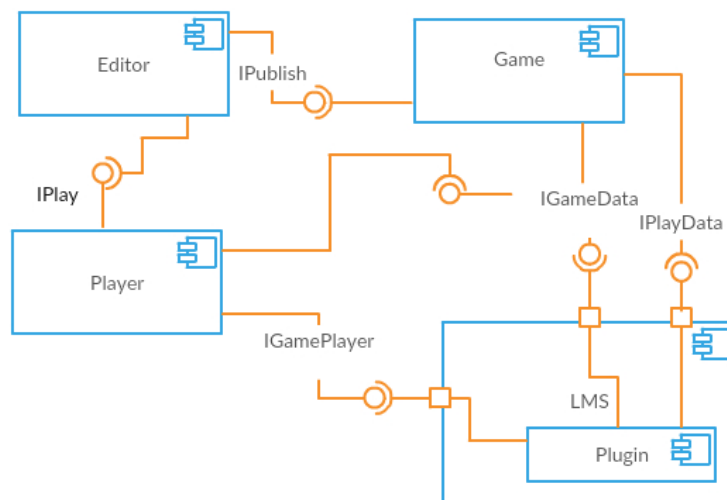 Editor
Game
IPublish
IPlay
IGameData
IPlayData
Player
IGamePlayer
LMS
Plugin